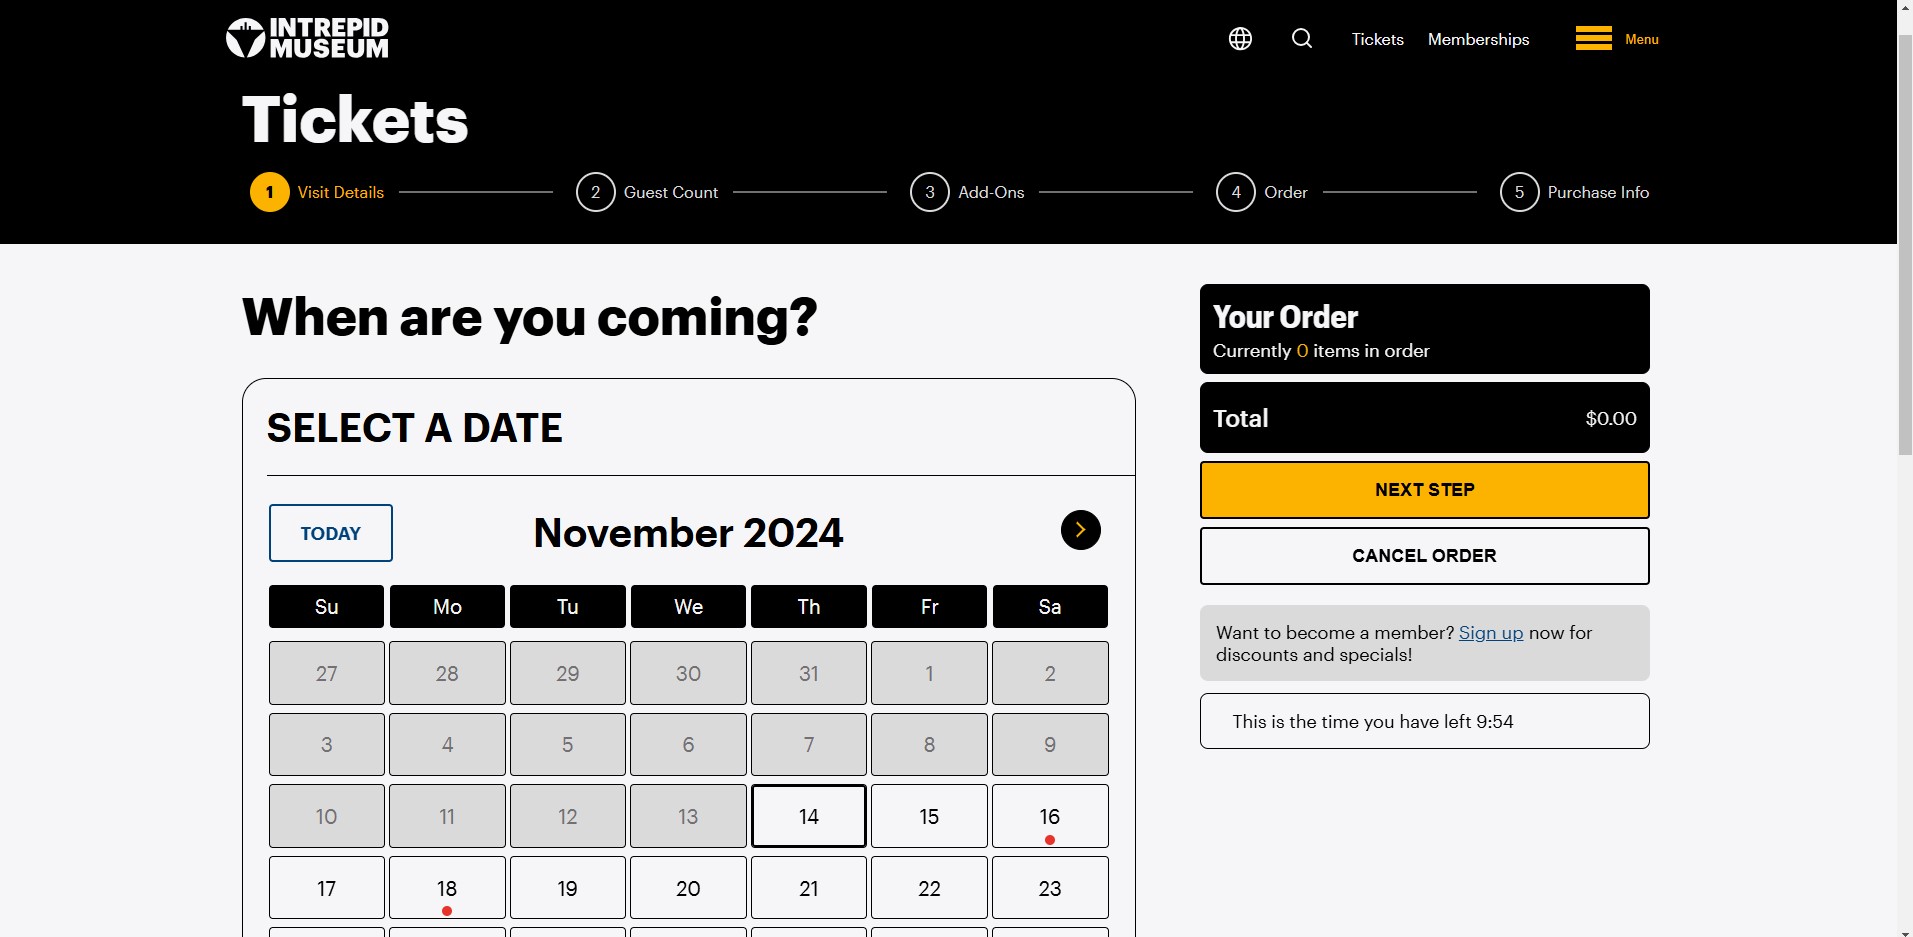 INTREPID
MUSEUM
Tickets
Memberships
Menu
Tickets
1 Visit Details
2 Guest Count
3 Add-Ons
4 Order
5 Purchase Info
When are you coming?
SELECT A DATE
TODAY
November 2024
Su Mo Tu We Th Fr Sa
27 28 29 30 31 1 2
3 4 5 6 7 8 9
10 11 12 13 14 15 16
17 18 19 20 21 22 23
Your Order
Currently 0 items in order
Total $0.00
NEXT STEP
CANCEL ORDER
Want to become a member? Sign up now for
discounts and specials!
This is the time you have left 9:54